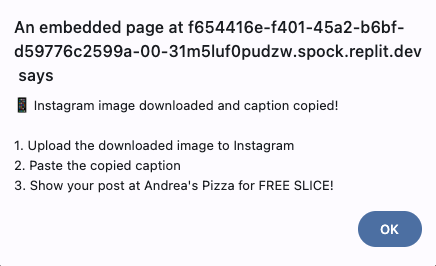 An embedded page at f654416e-f401-45a2-b6bf-
d59776c2599a-00-31m5luf0pudzw.spock.replit.dev
says
📱 Instagram image downloaded and caption copied!
1. Upload the downloaded image to Instagram
2. Paste the copied caption
3. Show your post at Andrea's Pizza for FREE SLICE!
OK